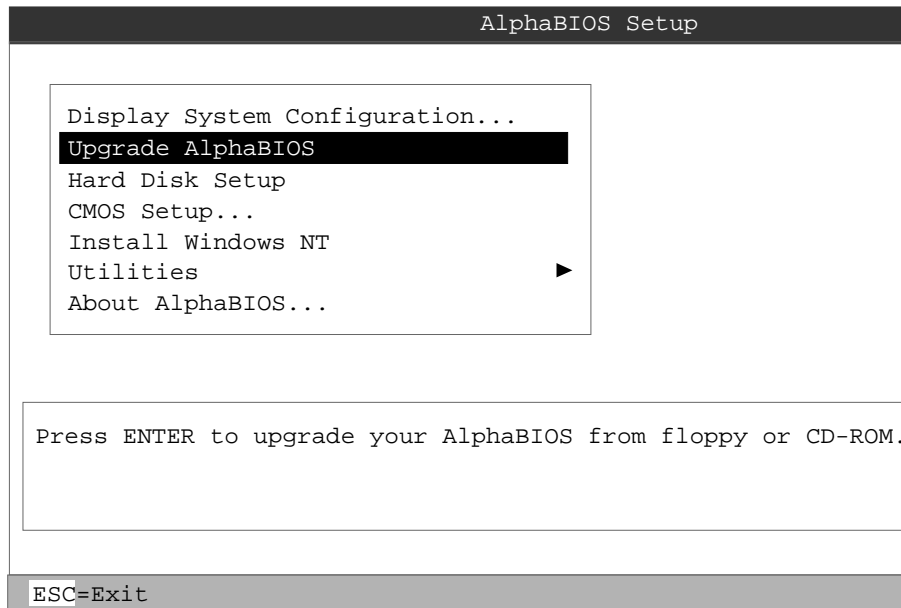 AlphaBIOS Setup
Display System Configuration...
Upgrade AlphaBIOS
Hard Disk Setup
CMOS Setup...
Install Windows NT
Utilities ►
About AlphaBIOS...
Press ENTER to upgrade your AlphaBIOS from floppy or CD-ROM.
ESC=Exit